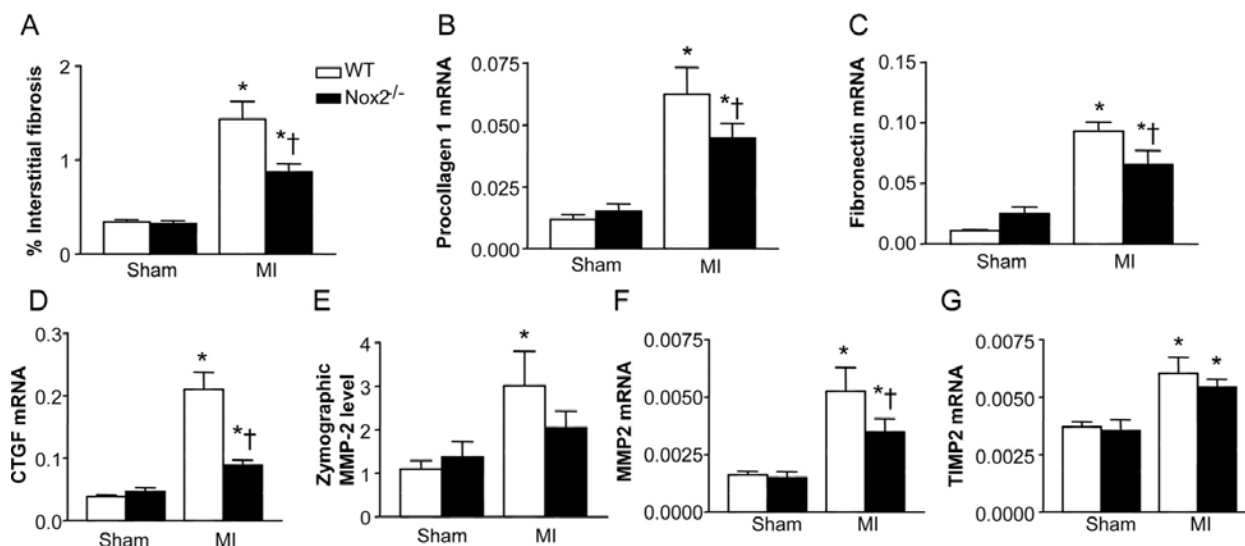 A
% Interstitial fibrosis
2
1
0
*
*†
Sham
MI
WT
Nox2-/-
B
Procollagen 1 mRNA
0.075
0.050
0.025
0.000
*
*†
Sham
MI
C
Fibronectin mRNA
0.15
0.10
0.05
0.00
*
*†
Sham
MI
D
CTGF mRNA
0.3
0.2
0.1
0.0
*
*†
Sham
MI
E
Zymographic
MMP-2 level
4
3
2
1
0
*
Sham
MI
F
MMP2 mRNA
0.0075
0.0050
0.0025
0.0000
*
*†
Sham
MI
G
TIMP2 mRNA
0.0075
0.0050
0.0025
0.0000
*
*
Sham
MI